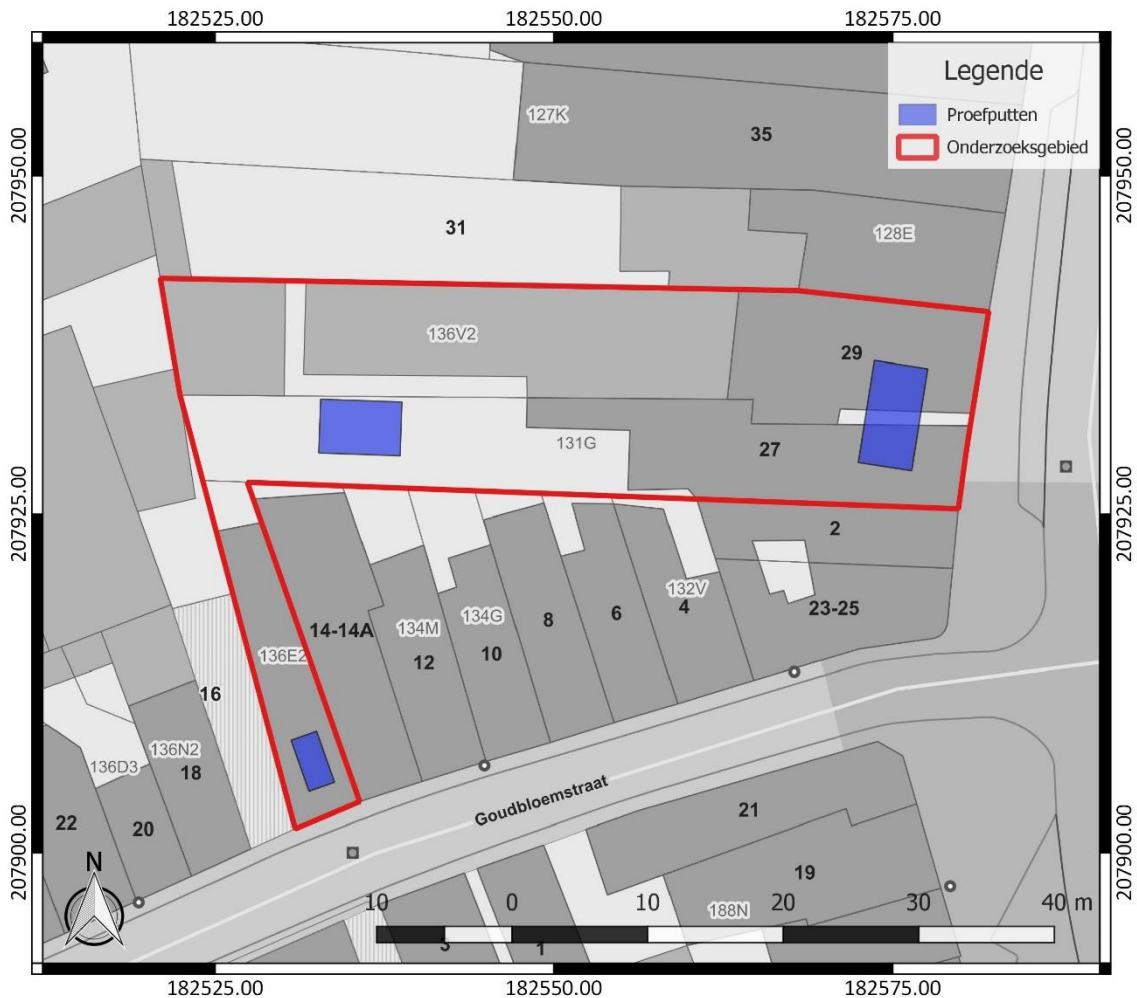 182525.00 182550.00 182575.00
Legende
Proefputten
Onderzoeksgebied
127K
35
207950.00 207950.00
31
128E
136V2
29
131G
27
207925.00 207925.00
2
132V
4
23-25
6
8
134G
10
134M
12
14-14A
136E2
16
136N2
18
136D3
20
22
Goudbloemstraat
21
19
207900.00 207900.00
188N
N
10 0 10 20 30 40 m
3
1
182525.00 182550.00 182575.00